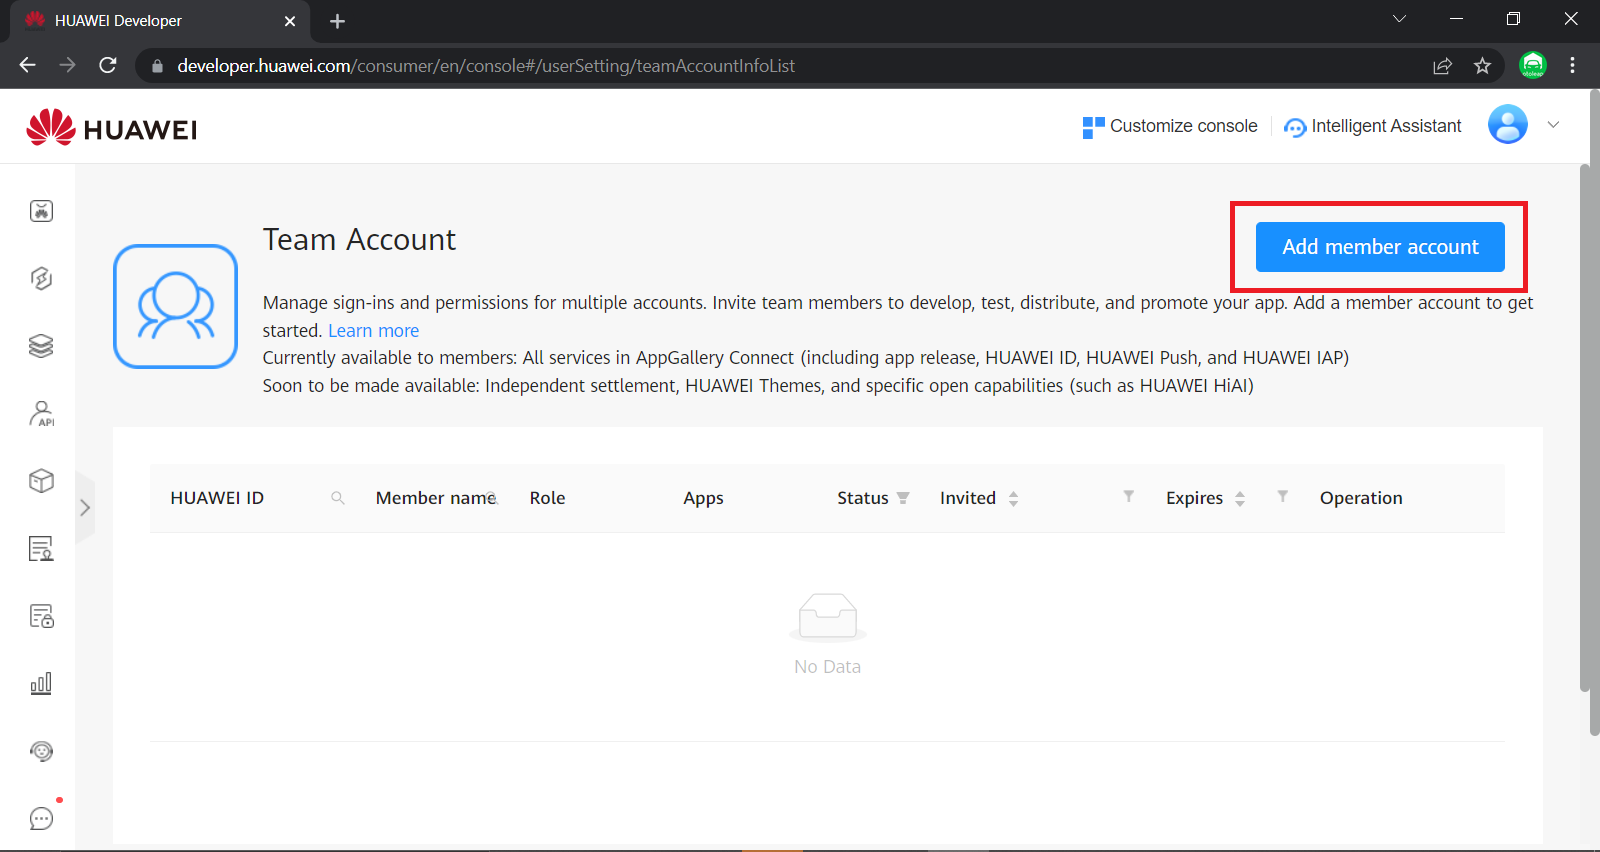 HUAWEI Developer
developer.huawei.com/consumer/en/console#/userSetting/teamAccountInfoList
HUAWEI
Customize console
Intelligent Assistant
Team Account
Add member account
Manage sign-ins and permissions for multiple accounts. Invite team members to develop, test, distribute, and promote your app. Add a member account to get
started. Learn more
Currently available to members: All services in AppGallery Connect (including app release, HUAWEI ID, HUAWEI Push, and HUAWEI IAP)
Soon to be made available: Independent settlement, HUAWEI Themes, and specific open capabilities (such as HUAWEI HiAI)
API
HUAWEI ID Member name Role Apps Status Invited Expires Operation
No Data